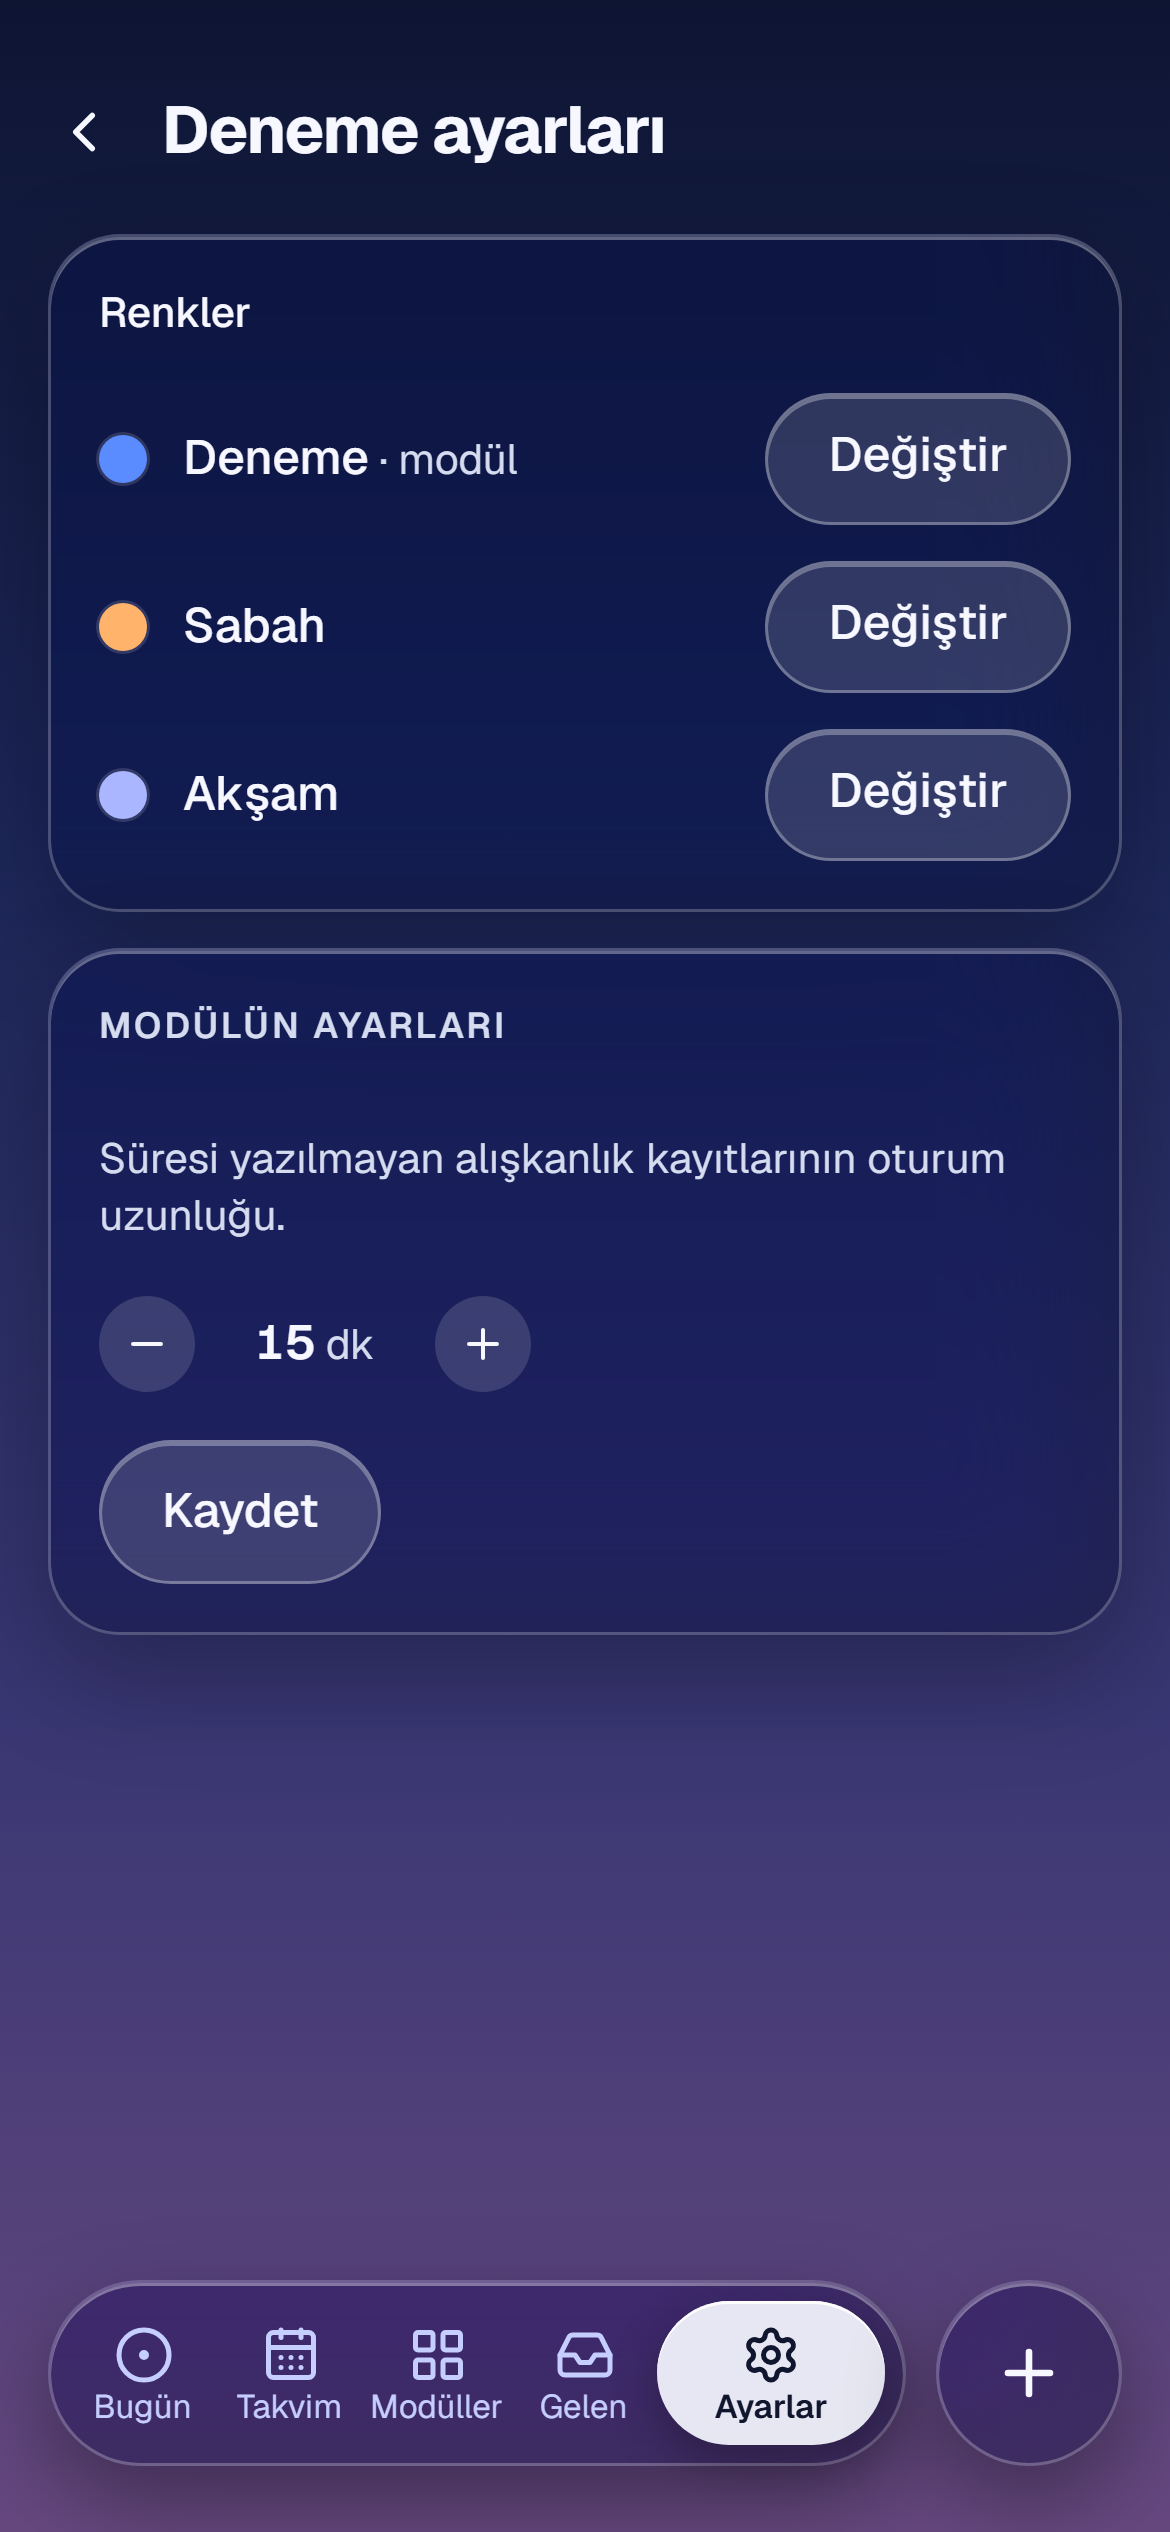 Deneme ayarları
Renkler
Deneme · modül
Değiştir
Sabah
Değiştir
Akşam
Değiştir
MODÜLÜN AYARLARI
Süresi yazılmayan alışkanlık kayıtlarının oturum
uzunluğu.
15 dk
Kaydet
Bugün
Takvim
Modüller
Gelen
Ayarlar